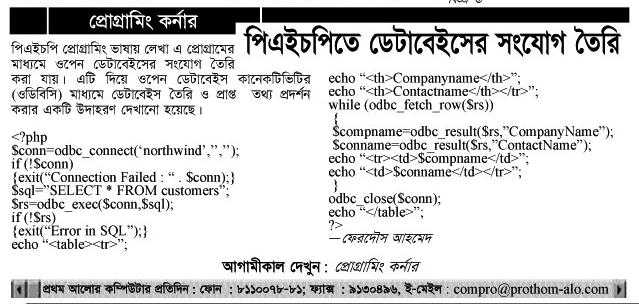 প্রোগ্রামিং কর্নার
পিএইচপিতে ডেটাবেইসের সংযোগ তৈরি
পিএইচপি প্রোগ্রামিং ভাষায় লেখা এ প্রোগ্রামের
মাধ্যমে ওপেন ডেটাবেইসের সংযোগ তৈরি
করা যায়। এটি দিয়ে ওপেন ডেটাবেইস কানেকটিভিটির
(ওডিবিসি) মাধ্যমে ডেটাবেইস তৈরি ও প্রাপ্ত তথ্য প্রদর্শন
করার একটি উদাহরণ দেখানো হয়েছে।
<?php
$conn=odbc_connect('northwind','','');
if (!$conn)
{exit("Connection Failed : " . $conn);}
$sql="SELECT * FROM customers";
$rs=odbc_exec($conn,$sql);
if (!$rs)
{exit("Error in SQL");}
echo "<table><tr>";
echo "<th>Companyname</th>";
echo "<th>Contactname</th></tr>";
while (odbc_fetch_row($rs))
{
$compname=odbc_result($rs,"CompanyName");
$conname=odbc_result($rs,"ContactName");
echo "<tr><td>$compname</td>";
echo "<td>$conname</td></tr>";
}
odbc_close($conn);
echo "</table>";
?>
—ফেরদৌস আহমেদ
আগামীকাল দেখুন : প্রোগ্রামিং কর্নার
প্রথম আলোর কম্পিউটার প্রতিদিন : ফোন : ৮১১০০৭৮-৮১; ফ্যাক্স : ৯১৩০৪৯৬, ই-মেইল : compro@prothom-alo.com